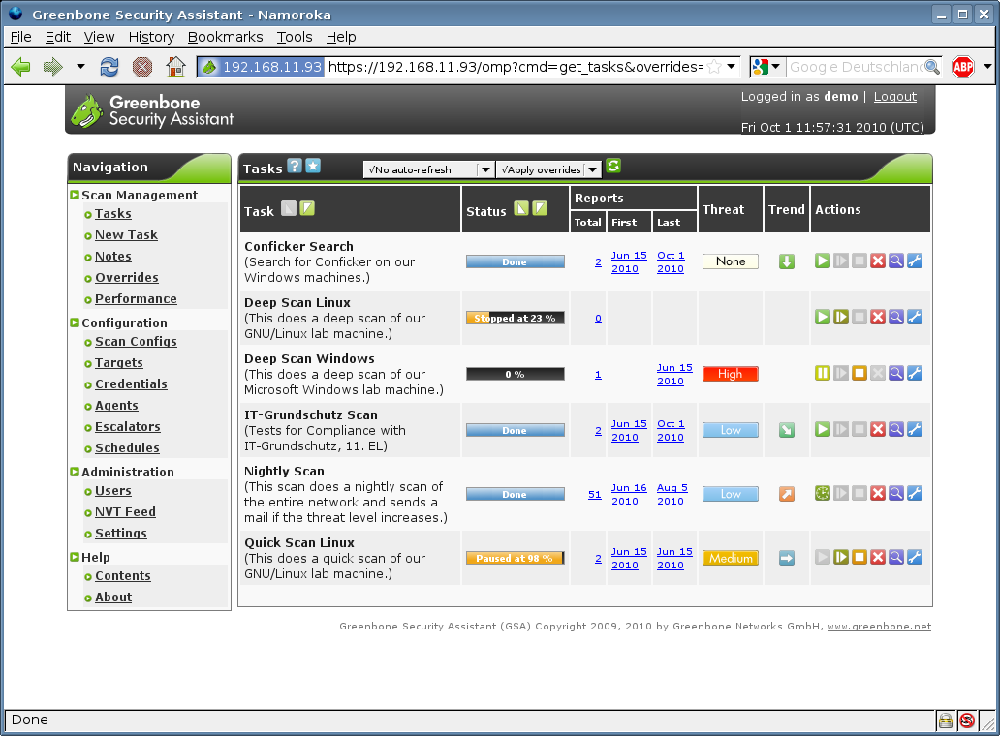 Greenbone Security Assistant - Namoroka
File Edit View History Bookmarks Tools Help
192.168.11.93 https://192.168.11.93/omp?cmd=get_tasks&overrides= Google Deutschland ABP
Greenbone
Security Assistant
Logged in as demo | Logout
Fri Oct 1 11:57:31 2010 (UTC)
Navigation
Scan Management
Tasks
New Task
Notes
Overrides
Performance
Configuration
Scan Configs
Targets
Credentials
Agents
Escalators
Schedules
Administration
Users
NVT Feed
Settings
Help
Contents
About
Tasks ? √No auto-refresh √Apply overrides
Task Status Reports Threat Trend Actions
Total First Last
Conficker Search
(Search for Conficker on our
Windows machines.)
Done 2 Jun 15 2010 Oct 1 2010 None
Deep Scan Linux
(This does a deep scan of our
GNU/Linux lab machine.)
Stopped at 23 % 0
Deep Scan Windows
(This does a deep scan of our
Microsoft Windows lab machine.)
0 % 1 Jun 15 2010 High
IT-Grundschutz Scan
(Tests for Compliance with
IT-Grundschutz, 11. EL)
Done 2 Jun 15 2010 Oct 1 2010 Low
Nightly Scan
(This scan does a nightly scan of
the entire network and sends a
mail if the threat level increases.)
Done 51 Jun 16 2010 Aug 5 2010 Low
Quick Scan Linux
(This does a quick scan of our
GNU/Linux lab machine.)
Paused at 98 % 2 Jun 15 2010 Jun 15 2010 Medium
Greenbone Security Assistant (GSA) Copyright 2009, 2010 by Greenbone Networks GmbH, www.greenbone.net
Done